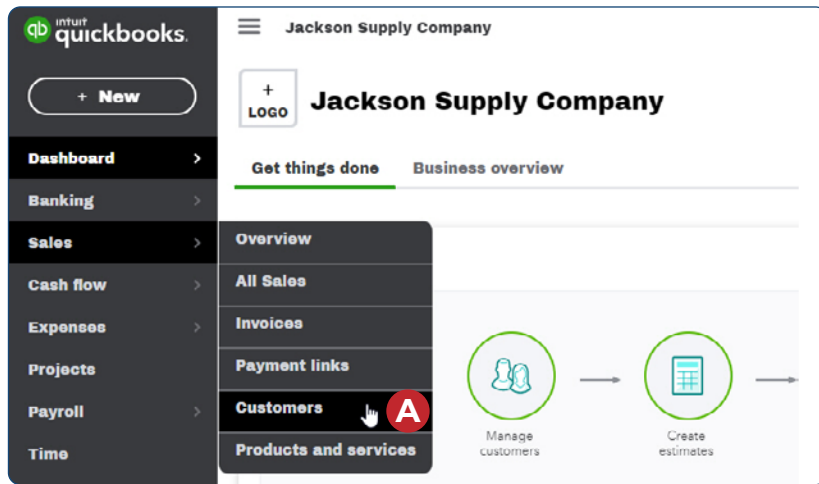 qb intuit quickbooks.
+ New
Dashboard >
Banking >
Sales >
Cash flow >
Expenses >
Projects
Payroll >
Time
Jackson Supply Company
+
LOGO
Jackson Supply Company
Get things done Business overview
Overview
All Sales
Invoices
Payment links
Customers A
Products and services
Manage
customers
Create
estimates